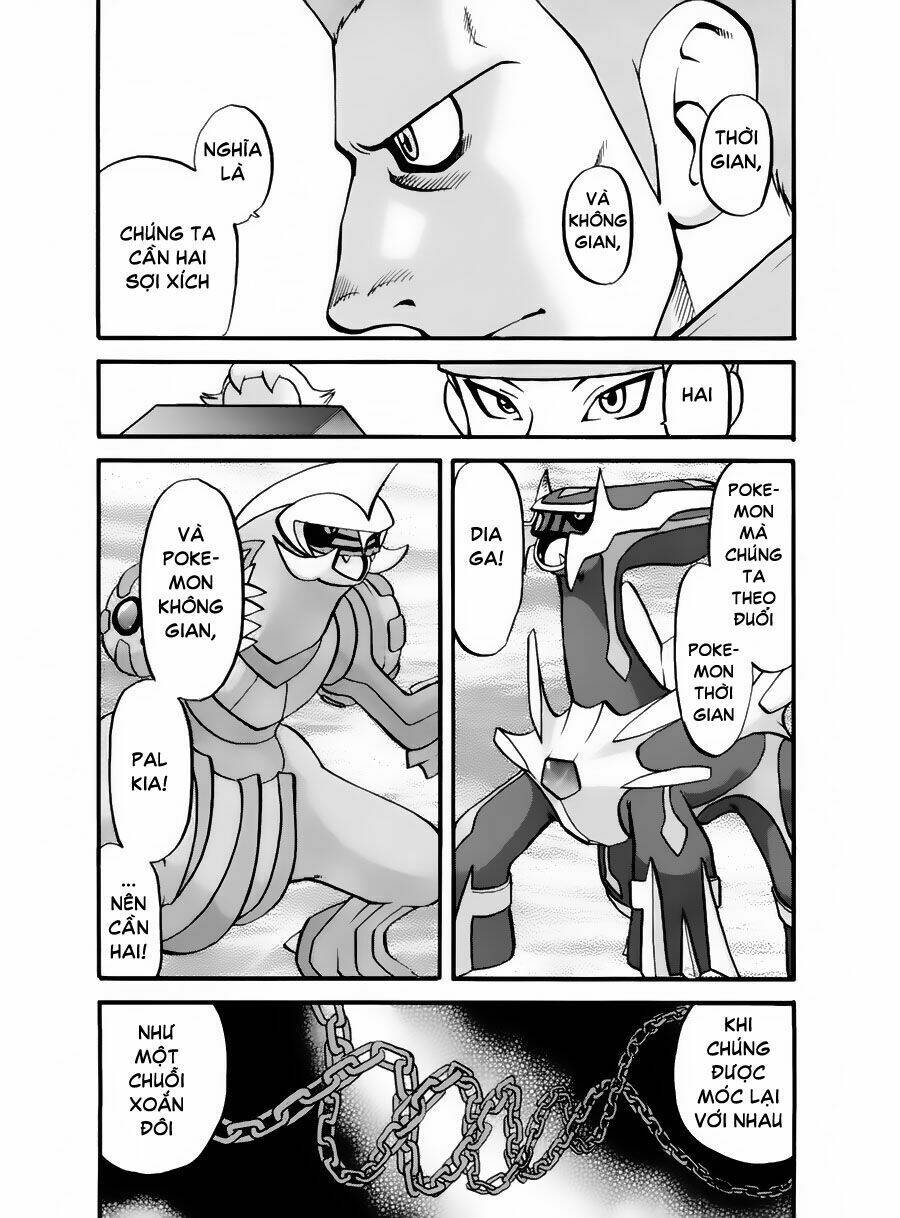 THỜI
GIAN,
VÀ
KHÔNG
GIAN,
NGHĨA
LÀ
CHÚNG TA
CẦN HAI
SỢI XÍCH
HAI
POKE-
MON MÀ
CHÚNG
TA
THEO
ĐUỔI
POKE-
MON
THỜI
GIAN
DIA
GA!
VÀ
POKE-
MON
KHÔNG
GIAN,
PAL
KIA!
...
NÊN
CẦN
HAI!
KHI
CHÚNG
ĐƯỢC
MÓC LẠI
VỚI NHAU
NHƯ
MỘT
CHUỖI
XOẮN
ĐÔI